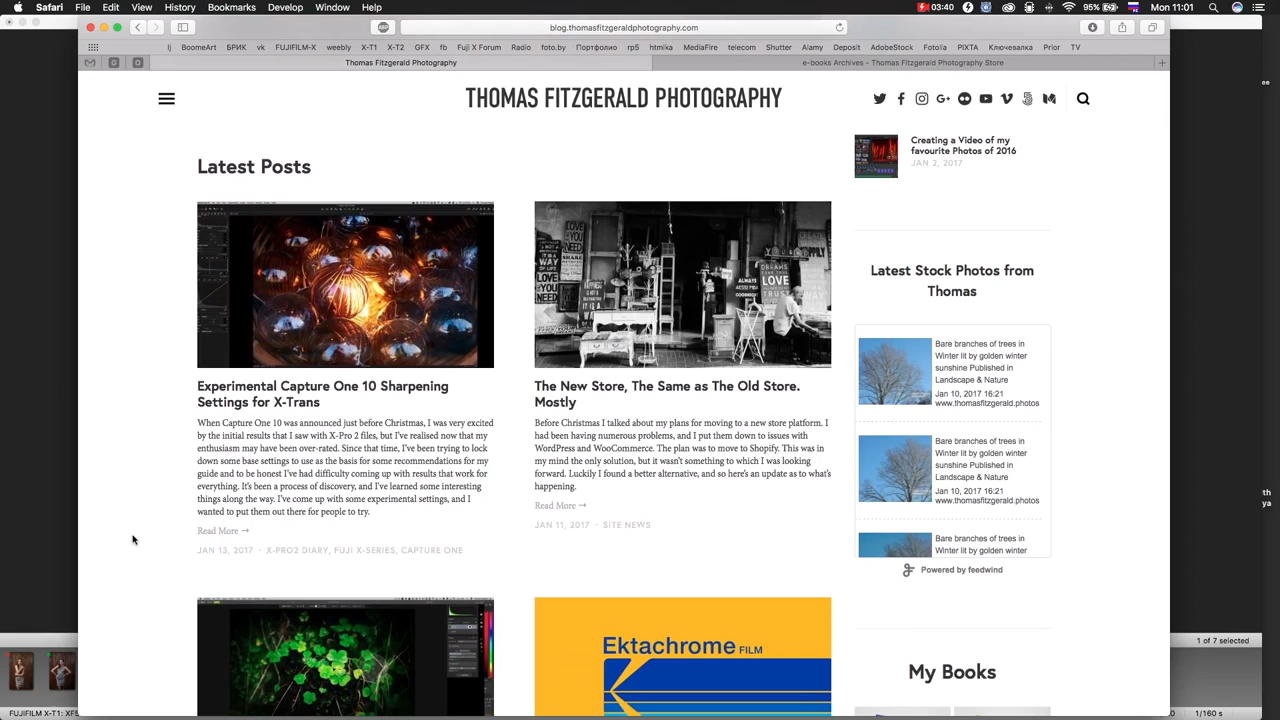 Safari File Edit View History Bookmarks Window Help
95% Thu 03:40 Evgeny
blog.thomasfitzgeraldphotography.com
lj BoomeArt БРИК vk FUJIFILM-X weebly X-T1 X-T2 GFX fb Fuji X Forum Radio foto.by Портфолио rp5 htmlka MediaFire telecom Shutter Alamy Deposit AdobeStock Fotolia PIXTA Ключевалка Prior TV
Thomas Fitzgerald Photography
e-books Archives – Thomas Fitzgerald Photography Store
THOMAS FITZGERALD PHOTOGRAPHY
Latest Posts
Experimental Capture One 10 Sharpening
Settings for X-Trans
When Capture One 10 was announced just before Christmas, I was very excited
by the initial results that I saw with X-Pro 2 files, but I've realised now that my
enthusiasm may have been over-rated. Since that time, I've been trying to lock
down some base settings to use as the basis for some recommendations for my
guide and to be honest I've had difficulty coming up with results that work for
everything. It's been a process of discovery, and I've learned some interesting
things along the way. I've come up with some experimental settings, and I
wanted to put them out there for people to try.
Read More →
JAN 13, 2017 · X-PRO2 DIARY, FUJI X-SERIES, CAPTURE ONE
The New Store, The Same as The Old Store.
Mostly
Before Christmas I talked about my plans for moving to a new store platform. I
had been having numerous problems, and I put them down to issues with
WordPress and WooCommerce. The plan was to move to Shopify. This was in
my mind the only solution, but it wasn't something to which I was looking
forward. Luckily I found a better alternative, and so here's an update as to what's
happening.
Read More →
JAN 11, 2017 · SITE NEWS
Ektachrome FILM
Creating a Video of my
favourite Photos of 2016
JAN 2, 2017
Latest Stock Photos from
Thomas
Bare branches of trees in
Winter lit by golden winter
sunshine Published in
Landscape & Nature
Jan 10, 2017 16:21
www.thomasfitzgerald.photos
Bare branches of trees in
Winter lit by golden winter
sunshine Published in
Landscape & Nature
Jan 10, 2017 16:21
www.thomasfitzgerald.photos
Bare branches of trees in
Winter lit by golden winter
Powered by feedwind
My Books
1 of 7 selected
FUJIFILM X-T1: XF5
1/160 s